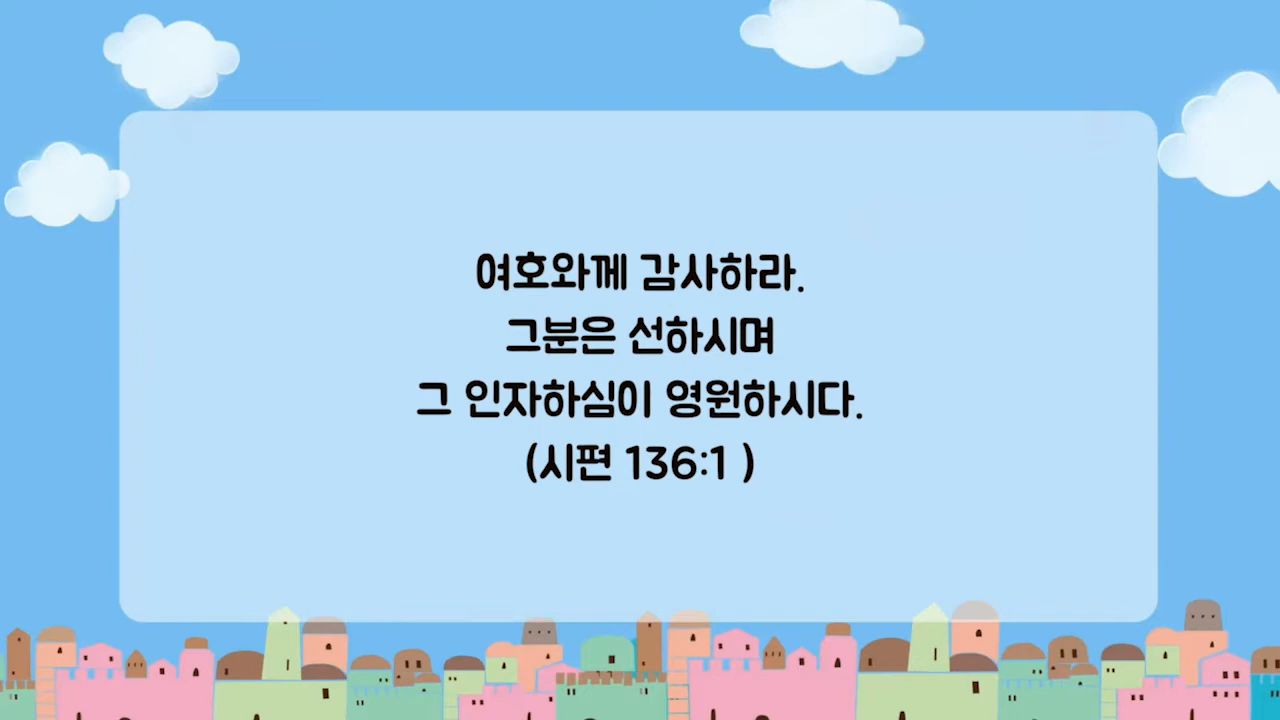 여호와께 감사하라.
그분은 선하시며
그 인자하심이 영원하시다.
(시편 136:1 )